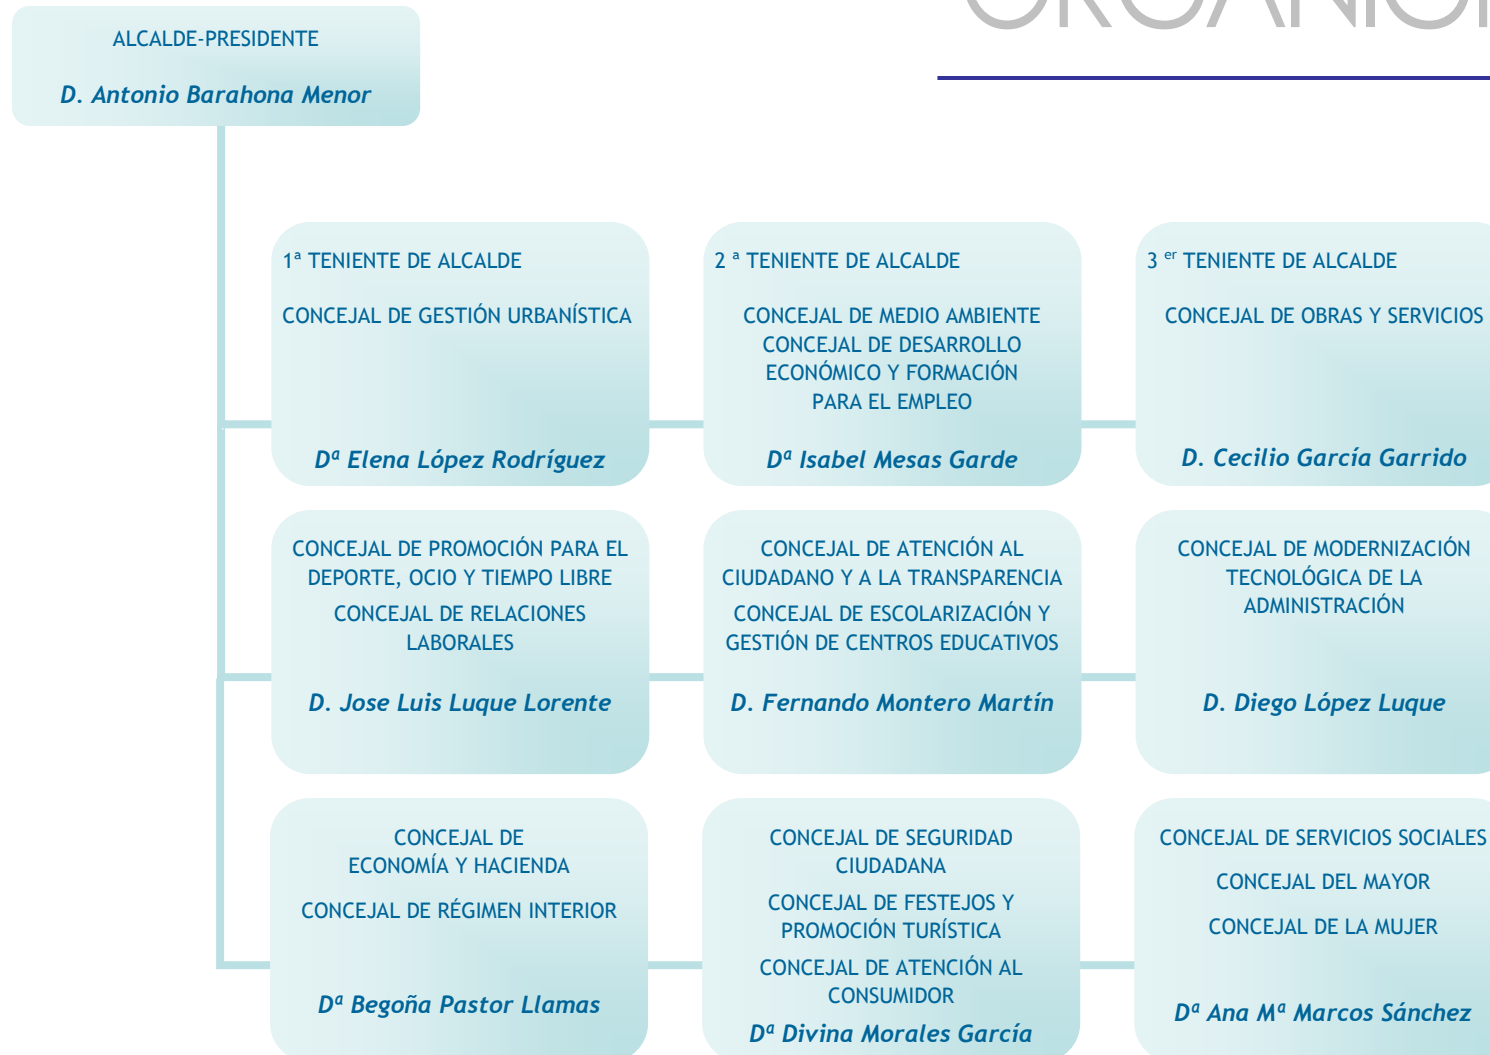 ALCALDE-PRESIDENTE
D. Antonio Barahona Menor
1ª TENIENTE DE ALCALDE
CONCEJAL DE GESTIÓN URBANÍSTICA
Dª Elena López Rodríguez
2 ª TENIENTE DE ALCALDE
CONCEJAL DE MEDIO AMBIENTE
CONCEJAL DE DESARROLLO
ECONÓMICO Y FORMACIÓN
PARA EL EMPLEO
Dª Isabel Mesas Garde
3 er TENIENTE DE ALCALDE
CONCEJAL DE OBRAS Y SERVICIOS
D. Cecilio García Garrido
CONCEJAL DE PROMOCIÓN PARA EL
DEPORTE, OCIO Y TIEMPO LIBRE
CONCEJAL DE RELACIONES
LABORALES
D. Jose Luis Luque Lorente
CONCEJAL DE ATENCIÓN AL
CIUDADANO Y A LA TRANSPARENCIA
CONCEJAL DE ESCOLARIZACIÓN Y
GESTIÓN DE CENTROS EDUCATIVOS
D. Fernando Montero Martín
CONCEJAL DE MODERNIZACIÓN
TECNOLÓGICA DE LA
ADMINISTRACIÓN
D. Diego López Luque
CONCEJAL DE
ECONOMÍA Y HACIENDA
CONCEJAL DE RÉGIMEN INTERIOR
Dª Begoña Pastor Llamas
CONCEJAL DE SEGURIDAD
CIUDADANA
CONCEJAL DE FESTEJOS Y
PROMOCIÓN TURÍSTICA
CONCEJAL DE ATENCIÓN AL
CONSUMIDOR
Dª Divina Morales García
CONCEJAL DE SERVICIOS SOCIALES
CONCEJAL DEL MAYOR
CONCEJAL DE LA MUJER
Dª Ana Mª Marcos Sánchez